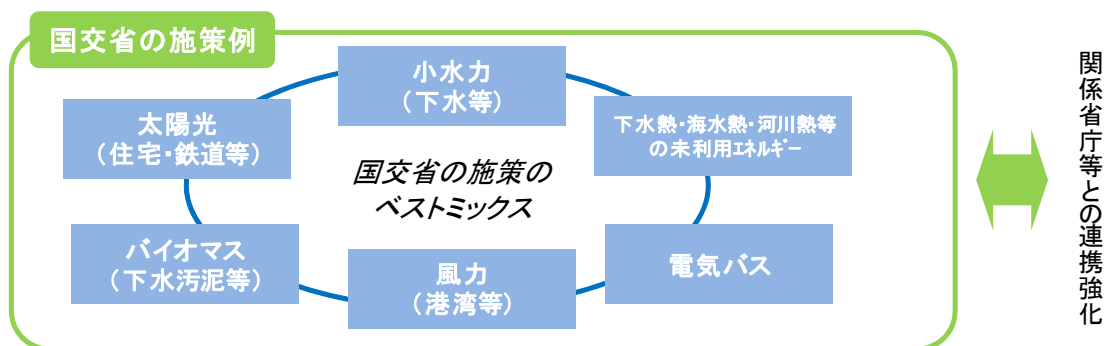 国交省の施策例
小水力
（下水等）
太陽光
（住宅・鉄道等）
下水熱・海水熱・河川熱等
の未利用ｴﾈﾙｷﾞｰ
国交省の施策の
ベストミックス
バイオマス
（下水汚泥等）
風力
（港湾等）
電気バス
関係省庁等との連携強化